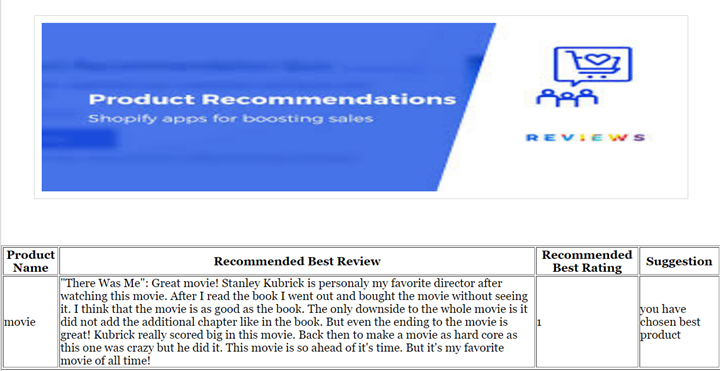 Product Recommendations
Shopify apps for boosting sales
REVIEWS
Product
Name
Recommended Best Review
Recommended
Best Rating
Suggestion
movie
"There Was Me": Great movie! Stanley Kubrick is personaly my favorite director after
watching this movie. After I read the book I went out and bought the movie without seeing
it. I think that the movie is as good as the book. The only downside to the whole movie is it
did not add the additional chapter like in the book. But even the ending to the movie is
great! Kubrick really scored big in this movie. Back then to make a movie as hard core as
this one was crazy but he did it. This movie is so ahead of it's time. But it's my favorite
movie of all time!
1
you have
chosen best
product